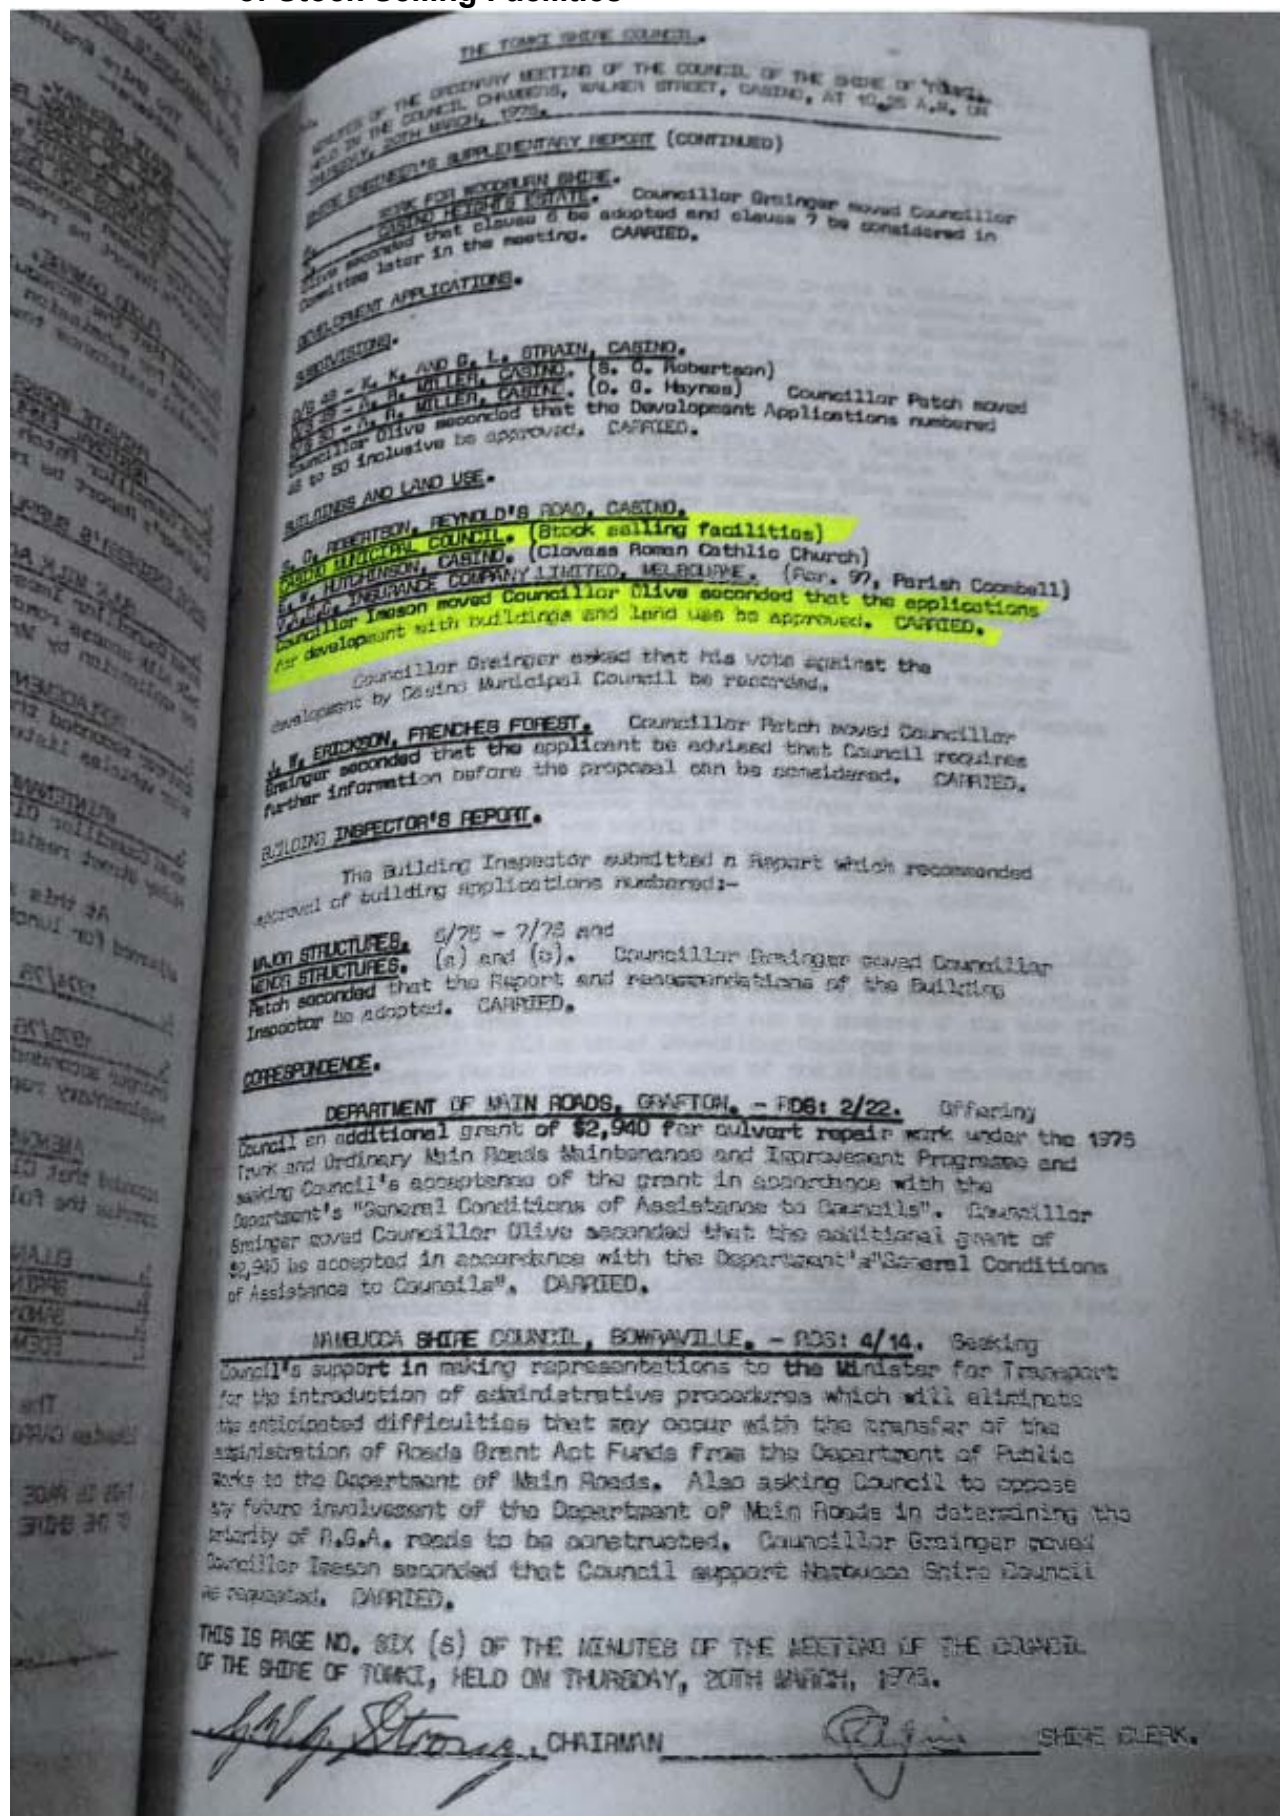 of Stock Selling Facilities
THE TOMKI SHIRE COUNCIL.
MINUTES OF THE ORDINARY MEETING OF THE COUNCIL OF THE SHIRE OF TOMKI,
HELD IN THE COUNCIL CHAMBERS, WALKER STREET, CASINO, AT 10.35 A.M. ON
THURSDAY, 20TH MARCH, 1975.
SHIRE ENGINEER'S SUPPLEMENTARY REPORT (CONTINUED)
WORK FOR WOODBURN SHIRE.
CASINO HEIGHTS ESTATE. Councillor Grainger moved Councillor
Olive seconded that clause 6 be adopted and clause 7 be considered in
Committee later in the meeting. CARRIED.
DEVELOPMENT APPLICATIONS.
SUBDIVISIONS.
D/S 48 - K. K. AND G. L. STRAIN, CASINO.
D/S 49 - A. R. MILLER, CASINO. (S. G. Robertson)
D/S 50 - A. R. MILLER, CASINO. (O. G. Haynes) Councillor Patch moved
Councillor Olive seconded that the Development Applications numbered
48 to 50 inclusive be approved. CARRIED.
BUILDINGS AND LAND USE.
S. G. ROBERTSON, REYNOLD'S ROAD, CASINO.
CASINO MUNICIPAL COUNCIL. (Stock selling facilities)
E. W. HUTCHINSON, CASINO. (Clovass Roman Cathlic Church)
V.A.C.C. INSURANCE COMPANY LIMITED, MELBOURNE. (Por. 97, Parish Coombell)
Councillor Imeson moved Councillor Olive seconded that the applications
for development with buildings and land use be approved. CARRIED.
Councillor Grainger asked that his vote against the
development by Casino Municipal Council be recorded.
J. W. ERICKSON, FRENCHES FOREST. Councillor Patch moved Councillor
Grainger seconded that the applicant be advised that Council requires
further information before the proposal can be considered. CARRIED.
BUILDING INSPECTOR'S REPORT.
The Building Inspector submitted a Report which recommended
approval of building applications numbered:-
MAJOR STRUCTURES. 6/75 - 7/75 and
MINOR STRUCTURES. (a) and (b). Councillor Grainger moved Councillor
Patch seconded that the Report and recommendations of the Building
Inspector be adopted. CARRIED.
CORRESPONDENCE.
DEPARTMENT OF MAIN ROADS, GRAFTON. - RDS: 2/22. Offering
Council an additional grant of $2,940 for culvert repair work under the 1975
Trunk and Ordinary Main Roads Maintenance and Improvement Programme and
seeking Council's acceptance of the grant in accordance with the
Department's "General Conditions of Assistance to Councils". Councillor
Grainger moved Councillor Olive seconded that the additional grant of
$2,940 be accepted in accordance with the Department's "General Conditions
of Assistance to Councils". CARRIED.
NAMBUCCA SHIRE COUNCIL, BOWRAVILLE. - RDS: 4/14. Seeking
Council's support in making representations to the Minister for Transport
for the introduction of administrative procedures which will eliminate
the anticipated difficulties that may occur with the transfer of the
administration of Roads Grant Act Funds from the Department of Public
Works to the Department of Main Roads. Also asking Council to oppose
any future involvement of the Department of Main Roads in determining the
priority of R.G.A. roads to be constructed. Councillor Grainger moved
Councillor Imeson seconded that Council support Nambucca Shire Council
as requested. CARRIED.
THIS IS PAGE NO. SIX (6) OF THE MINUTES OF THE MEETING OF THE COUNCIL
OF THE SHIRE OF TOMKI, HELD ON THURSDAY, 20TH MARCH, 1975.
CHAIRMAN SHIRE CLERK.